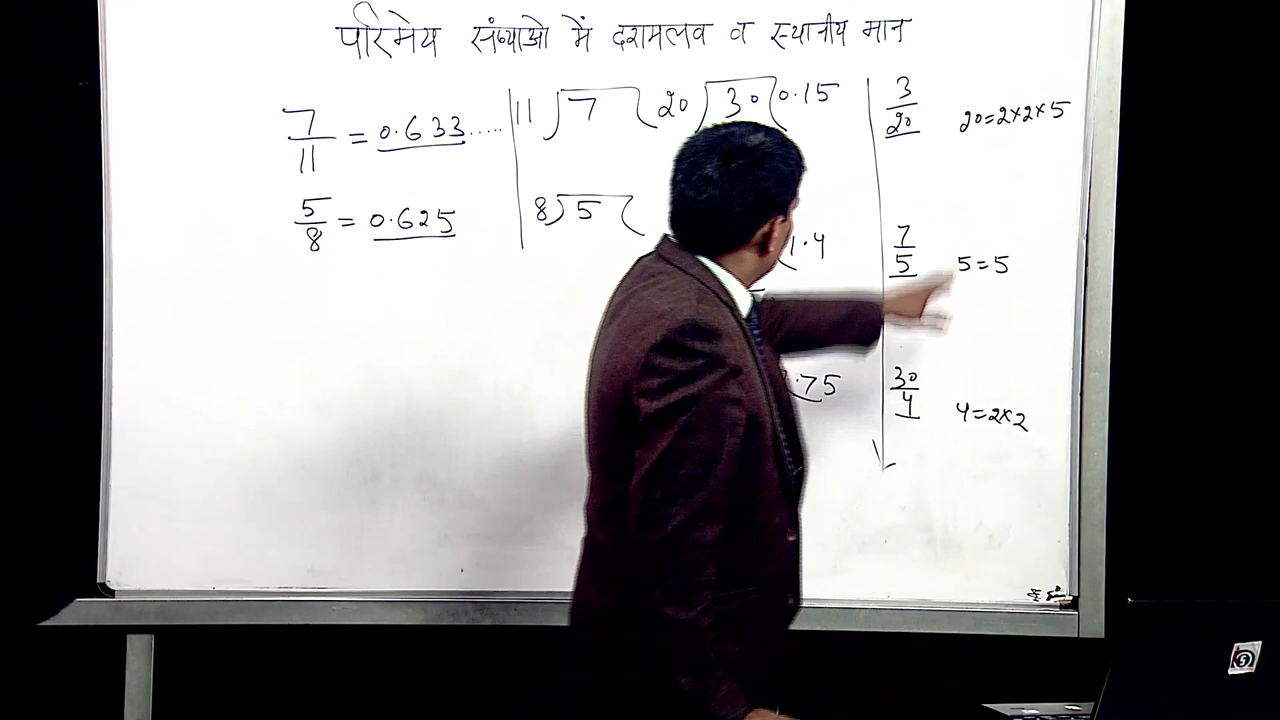 परिमेय संख्याओ में दशमलव व स्थानीय मान
7/11 = 0.633.....
11 ) 7 (
20 ) 30 ( 0.15
3/20
20=2×2×5
5/8 = 0.625
8 ) 5 (
1.4
7/5
5=5
.75
30/4
4=2×2